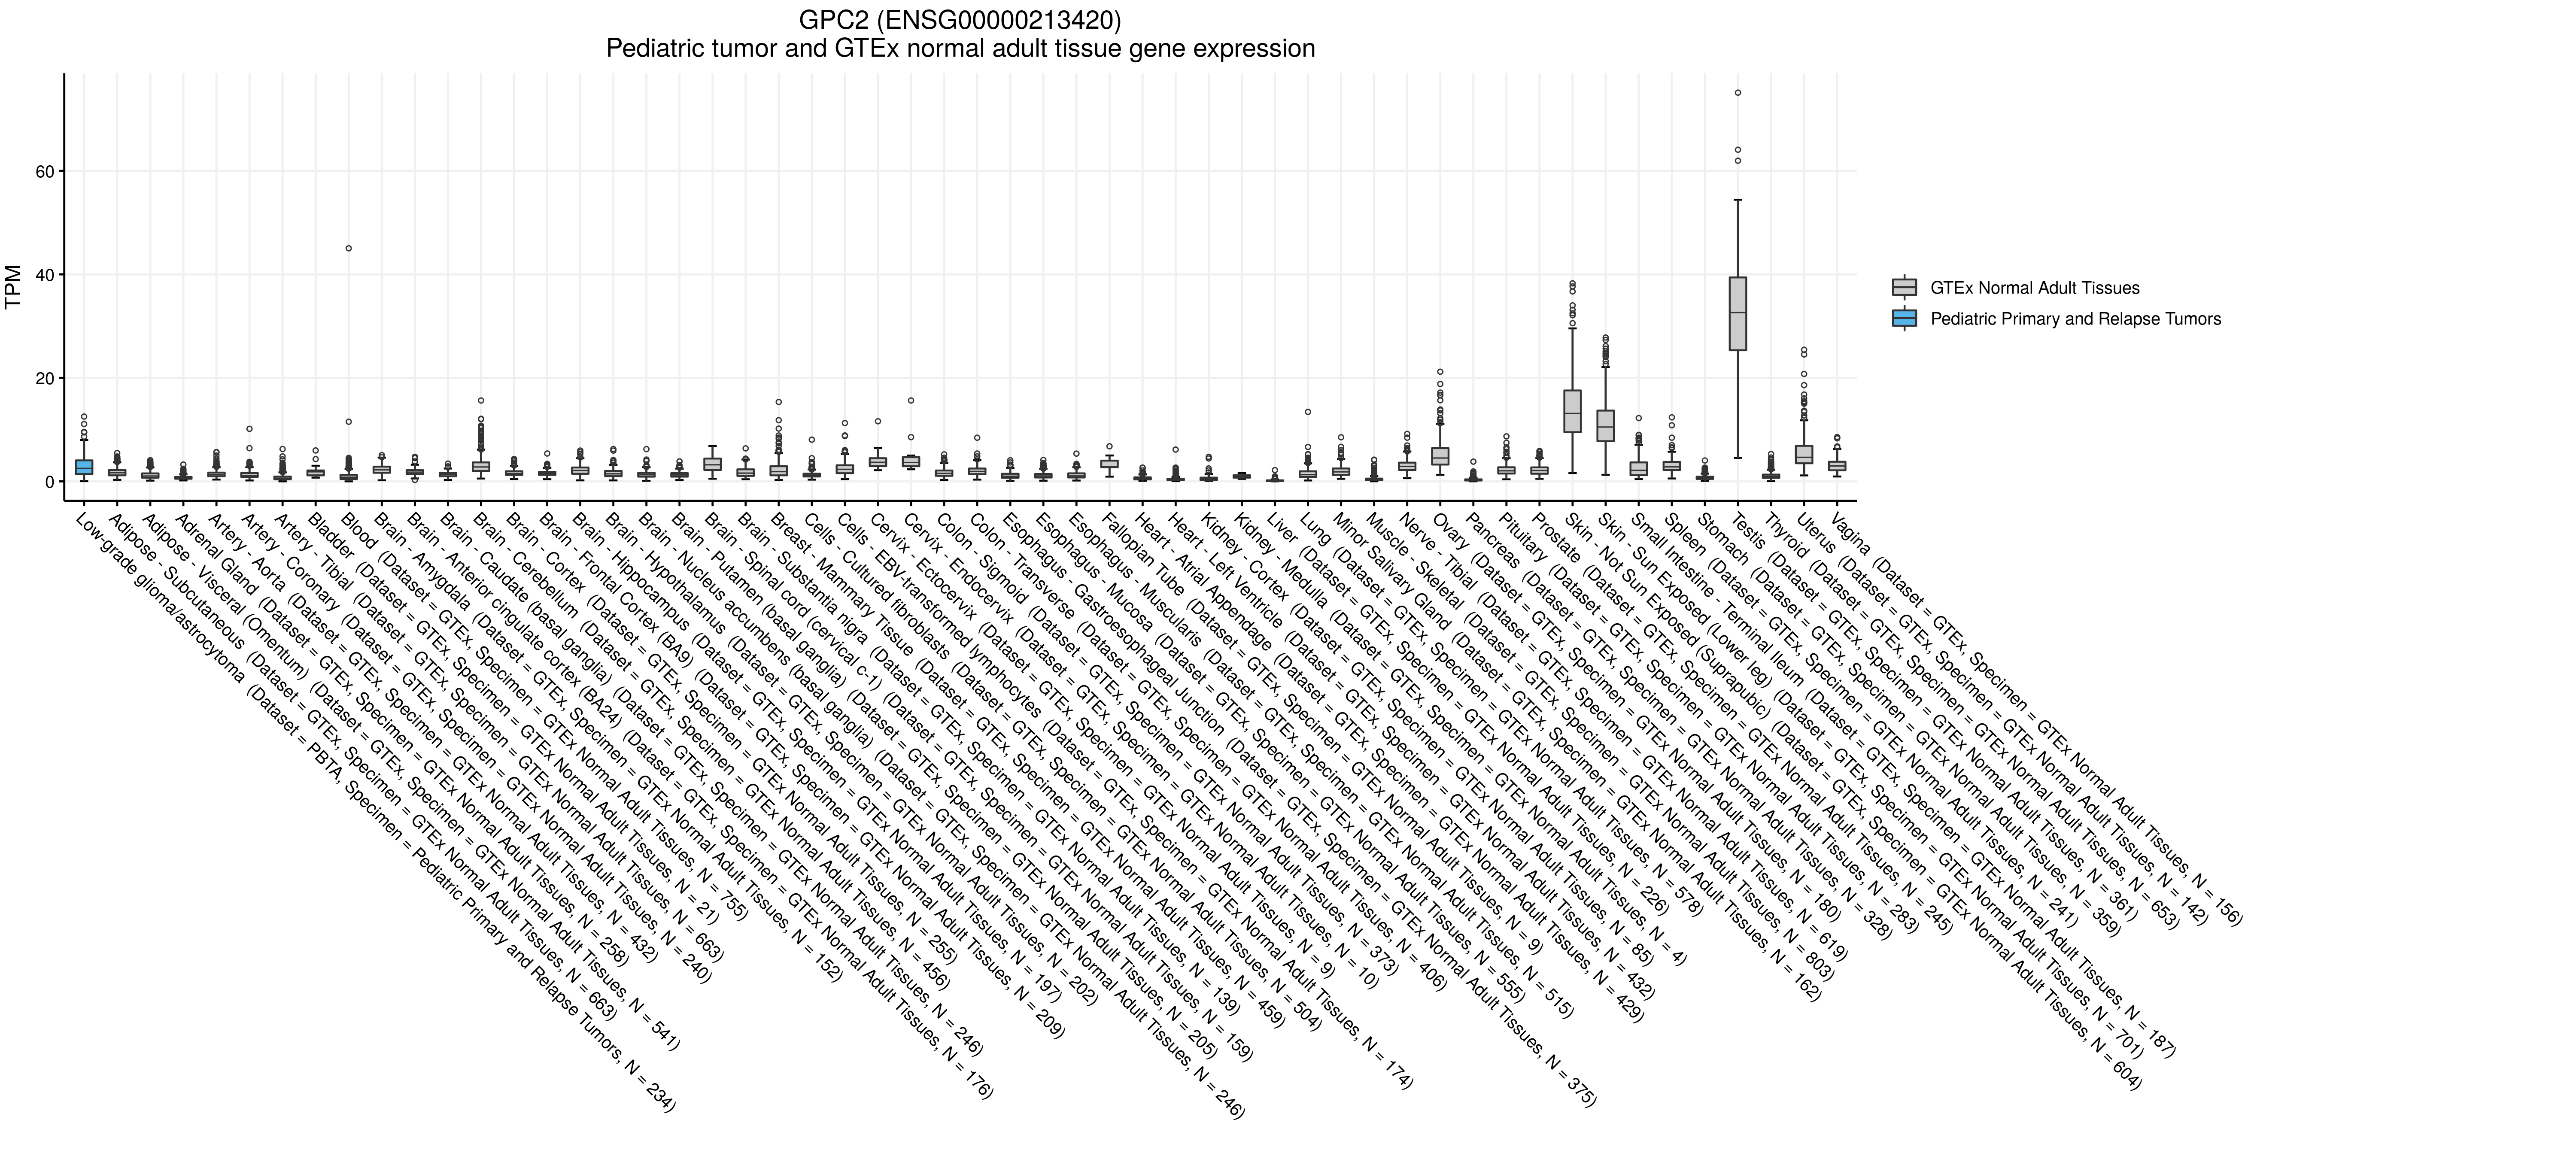 GPC2 (ENSG00000213420)
Pediatric tumor and GTEx normal adult tissue gene expression
TPM
60
40
20
0
GTEx Normal Adult Tissues
Pediatric Primary and Relapse Tumors
Low-grade glioma/astrocytoma (Dataset = PBTA, Specimen = Pediatric Primary and Relapse Tumors, N = 234)
Adipose - Subcutaneous (Dataset = GTEx, Specimen = GTEx Normal Adult Tissues, N = 663)
Adipose - Visceral (Omentum) (Dataset = GTEx, Specimen = GTEx Normal Adult Tissues, N = 541)
Adrenal Gland (Dataset = GTEx, Specimen = GTEx Normal Adult Tissues, N = 258)
Artery - Aorta (Dataset = GTEx, Specimen = GTEx Normal Adult Tissues, N = 432)
Artery - Coronary (Dataset = GTEx, Specimen = GTEx Normal Adult Tissues, N = 240)
Artery - Tibial (Dataset = GTEx, Specimen = GTEx Normal Adult Tissues, N = 663)
Bladder (Dataset = GTEx, Specimen = GTEx Normal Adult Tissues, N = 21)
Blood (Dataset = GTEx, Specimen = GTEx Normal Adult Tissues, N = 755)
Brain - Amygdala (Dataset = GTEx, Specimen = GTEx Normal Adult Tissues, N = 152)
Brain - Anterior cingulate cortex (BA24) (Dataset = GTEx, Specimen = GTEx Normal Adult Tissues, N = 176)
Brain - Caudate (basal ganglia) (Dataset = GTEx, Specimen = GTEx Normal Adult Tissues, N = 246)
Brain - Cerebellum (Dataset = GTEx, Specimen = GTEx Normal Adult Tissues, N = 456)
Brain - Cortex (Dataset = GTEx, Specimen = GTEx Normal Adult Tissues, N = 255)
Brain - Frontal Cortex (BA9) (Dataset = GTEx, Specimen = GTEx Normal Adult Tissues, N = 209)
Brain - Hippocampus (Dataset = GTEx, Specimen = GTEx Normal Adult Tissues, N = 197)
Brain - Hypothalamus (Dataset = GTEx, Specimen = GTEx Normal Adult Tissues, N = 202)
Brain - Nucleus accumbens (basal ganglia) (Dataset = GTEx, Specimen = GTEx Normal Adult Tissues, N = 246)
Brain - Putamen (basal ganglia) (Dataset = GTEx, Specimen = GTEx Normal Adult Tissues, N = 205)
Brain - Spinal cord (cervical c-1) (Dataset = GTEx, Specimen = GTEx Normal Adult Tissues, N = 159)
Brain - Substantia nigra (Dataset = GTEx, Specimen = GTEx Normal Adult Tissues, N = 139)
Breast - Mammary Tissue (Dataset = GTEx, Specimen = GTEx Normal Adult Tissues, N = 459)
Cells - Cultured fibroblasts (Dataset = GTEx, Specimen = GTEx Normal Adult Tissues, N = 504)
Cells - EBV-transformed lymphocytes (Dataset = GTEx, Specimen = GTEx Normal Adult Tissues, N = 174)
Cervix - Ectocervix (Dataset = GTEx, Specimen = GTEx Normal Adult Tissues, N = 9)
Cervix - Endocervix (Dataset = GTEx, Specimen = GTEx Normal Adult Tissues, N = 10)
Colon - Sigmoid (Dataset = GTEx, Specimen = GTEx Normal Adult Tissues, N = 373)
Colon - Transverse (Dataset = GTEx, Specimen = GTEx Normal Adult Tissues, N = 406)
Esophagus - Gastroesophageal Junction (Dataset = GTEx, Specimen = GTEx Normal Adult Tissues, N = 375)
Esophagus - Mucosa (Dataset = GTEx, Specimen = GTEx Normal Adult Tissues, N = 555)
Esophagus - Muscularis (Dataset = GTEx, Specimen = GTEx Normal Adult Tissues, N = 515)
Fallopian Tube (Dataset = GTEx, Specimen = GTEx Normal Adult Tissues, N = 9)
Heart - Atrial Appendage (Dataset = GTEx, Specimen = GTEx Normal Adult Tissues, N = 429)
Heart - Left Ventricle (Dataset = GTEx, Specimen = GTEx Normal Adult Tissues, N = 432)
Kidney - Cortex (Dataset = GTEx, Specimen = GTEx Normal Adult Tissues, N = 85)
Kidney - Medulla (Dataset = GTEx, Specimen = GTEx Normal Adult Tissues, N = 4)
Liver (Dataset = GTEx, Specimen = GTEx Normal Adult Tissues, N = 226)
Lung (Dataset = GTEx, Specimen = GTEx Normal Adult Tissues, N = 578)
Minor Salivary Gland (Dataset = GTEx, Specimen = GTEx Normal Adult Tissues, N = 162)
Muscle - Skeletal (Dataset = GTEx, Specimen = GTEx Normal Adult Tissues, N = 803)
Nerve - Tibial (Dataset = GTEx, Specimen = GTEx Normal Adult Tissues, N = 619)
Ovary (Dataset = GTEx, Specimen = GTEx Normal Adult Tissues, N = 180)
Pancreas (Dataset = GTEx, Specimen = GTEx Normal Adult Tissues, N = 328)
Pituitary (Dataset = GTEx, Specimen = GTEx Normal Adult Tissues, N = 283)
Prostate (Dataset = GTEx, Specimen = GTEx Normal Adult Tissues, N = 245)
Skin - Not Sun Exposed (Suprapubic) (Dataset = GTEx, Specimen = GTEx Normal Adult Tissues, N = 604)
Skin - Sun Exposed (Lower leg) (Dataset = GTEx, Specimen = GTEx Normal Adult Tissues, N = 701)
Small Intestine - Terminal Ileum (Dataset = GTEx, Specimen = GTEx Normal Adult Tissues, N = 187)
Spleen (Dataset = GTEx, Specimen = GTEx Normal Adult Tissues, N = 241)
Stomach (Dataset = GTEx, Specimen = GTEx Normal Adult Tissues, N = 359)
Testis (Dataset = GTEx, Specimen = GTEx Normal Adult Tissues, N = 361)
Thyroid (Dataset = GTEx, Specimen = GTEx Normal Adult Tissues, N = 653)
Uterus (Dataset = GTEx, Specimen = GTEx Normal Adult Tissues, N = 142)
Vagina (Dataset = GTEx, Specimen = GTEx Normal Adult Tissues, N = 156)